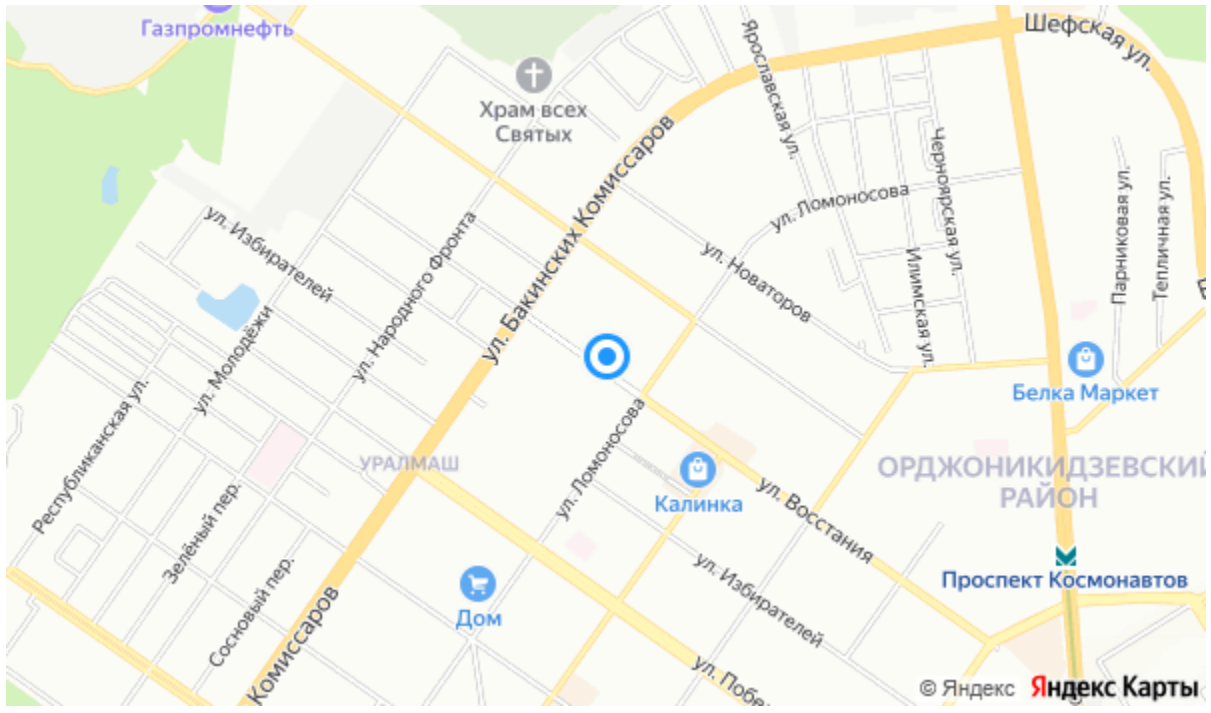 Газпромнефть
Шефская ул.
Ярославская ул.
Храм всех
Святых
ул. Бакинских Комиссаров
Черноярская ул.
ул. Ломоносова
Парниковая ул.
Тепличная ул.
ул. Избирателей
ул. Народного Фронта
ул. Новаторов
Илимская ул.
ул. Молодёжи
Белка Маркет
Республиканская ул.
УРАЛМАШ
ул. Ломоносова
Калинка
ул. Восстания
ОРДЖОНИКИДЗЕВСКИЙ
РАЙОН
Зелёный пер.
Сосновый пер.
Дом
ул. Избирателей
Проспект Космонавтов
Комиссаров
ул. Побе
© Яндекс Яндекс Карты